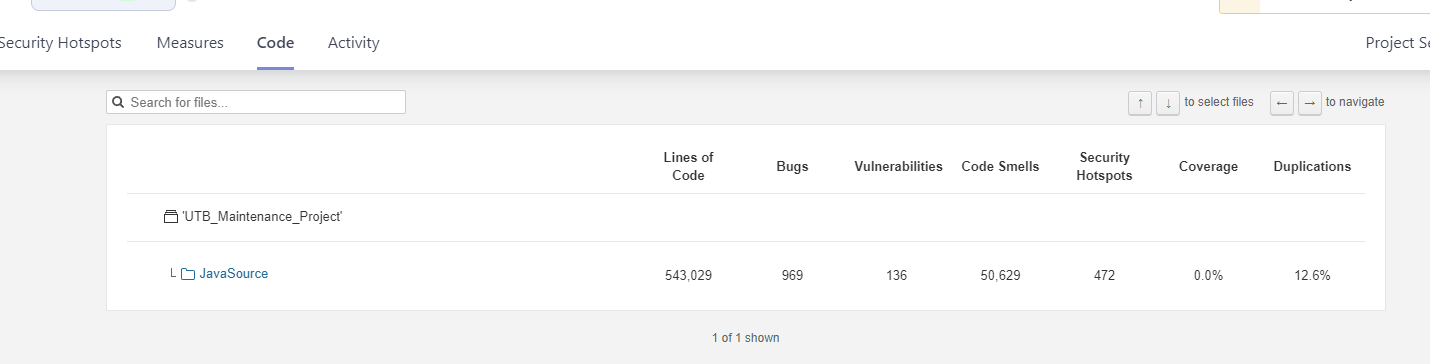 Security Hotspots Measures Code Activity Project Se
Search for files... ↑ ↓ to select files ← → to navigate
Lines of Code Bugs Vulnerabilities Code Smells Security Hotspots Coverage Duplications
'UTB_Maintenance_Project'
JavaSource 543,029 969 136 50,629 472 0.0% 12.6%
1 of 1 shown